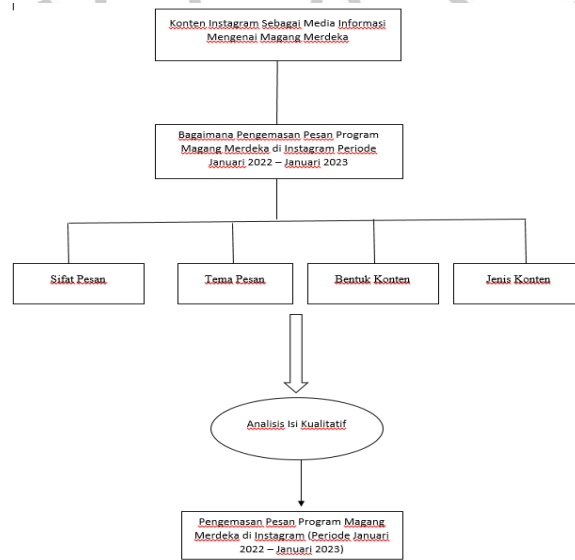 Konten Instagram Sebagai Media Informasi
Mengenai Magang Merdeka
Bagaimana Pengemasan Pesan Program
Magang Merdeka di Instagram Periode
Januari 2022 – Januari 2023
Sifat Pesan
Tema Pesan
Bentuk Konten
Jenis Konten
Analisis Isi Kualitatif
Pengemasan Pesan Program Magang
Merdeka di Instagram (Periode Januari
2022 – Januari 2023)